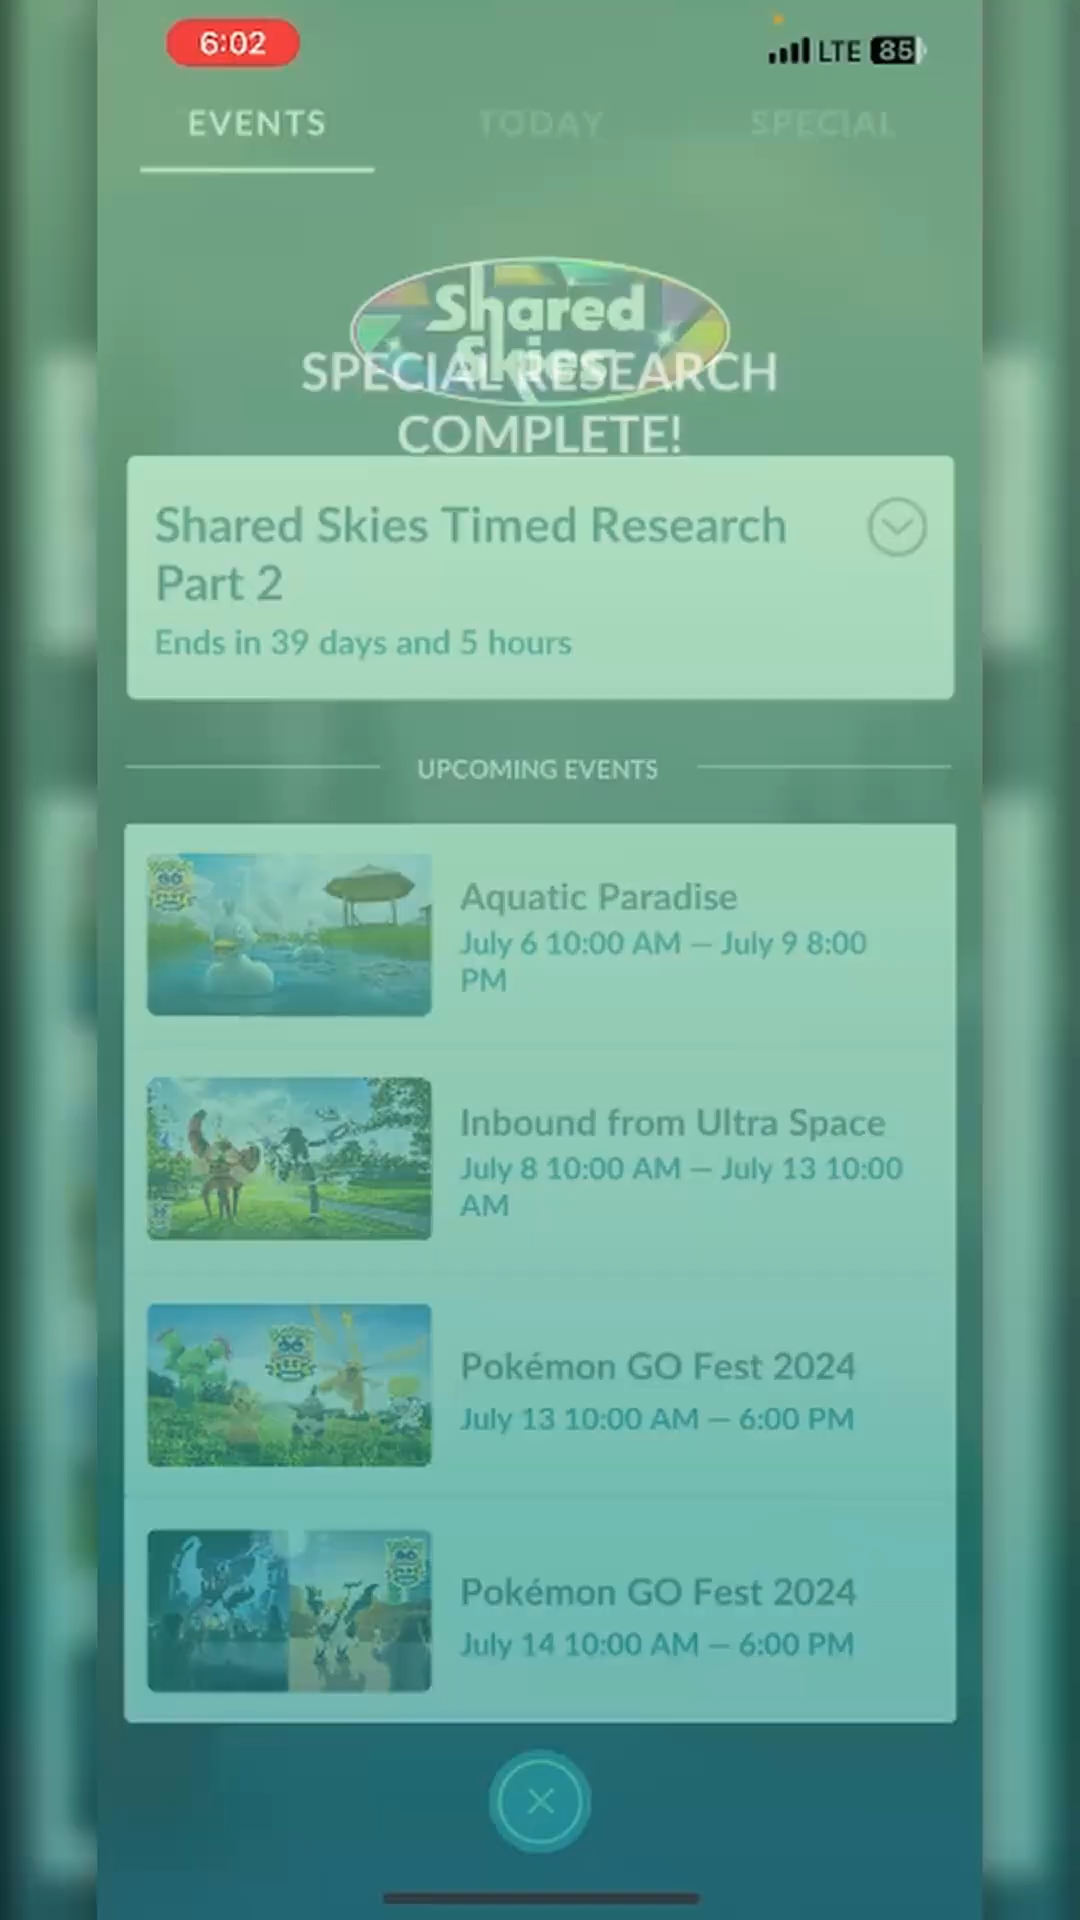 6:02
LTE 85
EVENTS
TODAY
SPECIAL
Shared
Skies
SPECIAL RESEARCH
COMPLETE!
Shared Skies Timed Research
Part 2
Ends in 39 days and 5 hours
UPCOMING EVENTS
Aquatic Paradise
July 6 10:00 AM — July 9 8:00
PM
Inbound from Ultra Space
July 8 10:00 AM — July 13 10:00
AM
Pokémon GO Fest 2024
July 13 10:00 AM — 6:00 PM
Pokémon GO Fest 2024
July 14 10:00 AM — 6:00 PM